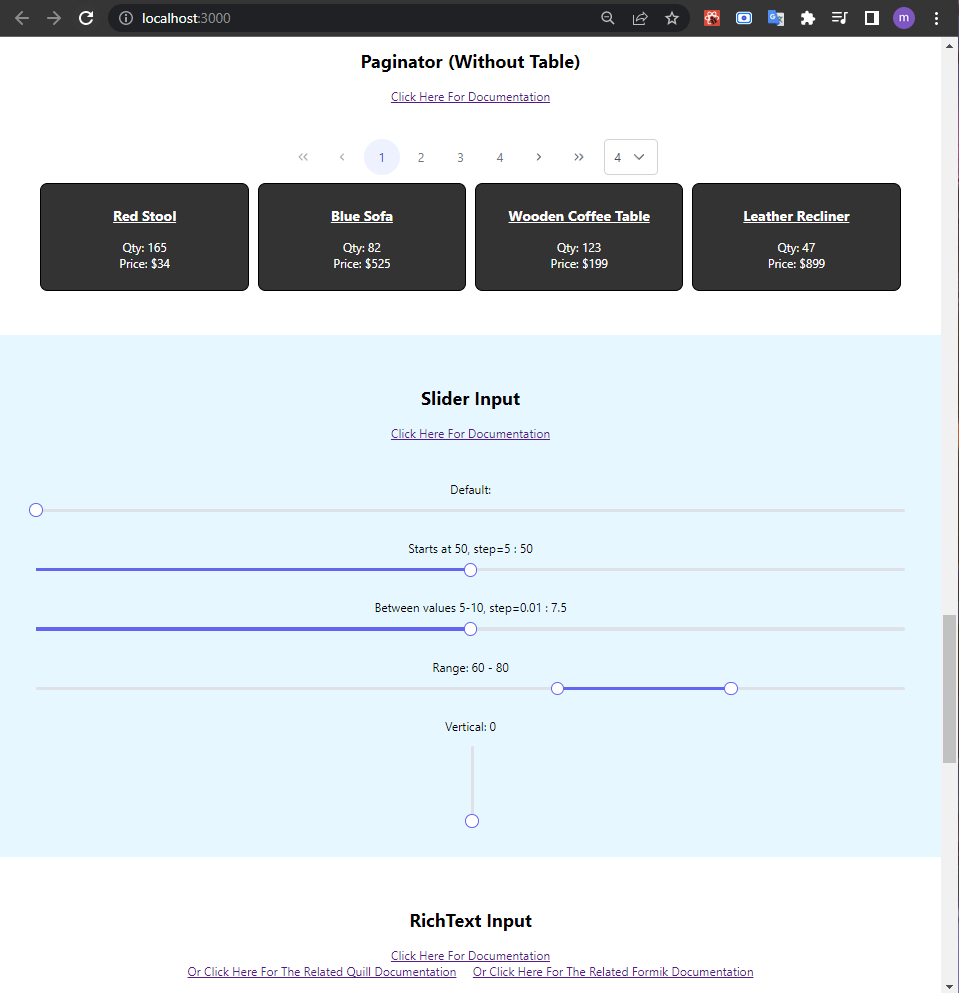 localhost:3000
m
Paginator (Without Table)
Click Here For Documentation
1 2 3 4 4
Red Stool Blue Sofa Wooden Coffee Table Leather Recliner
Qty: 165 Qty: 82 Qty: 123 Qty: 47
Price: $34 Price: $525 Price: $199 Price: $899
Slider Input
Click Here For Documentation
Default:
Starts at 50, step=5 : 50
Between values 5-10, step=0.01 : 7.5
Range: 60 - 80
Vertical: 0
RichText Input
Click Here For Documentation
Or Click Here For The Related Quill Documentation Or Click Here For The Related Formik Documentation